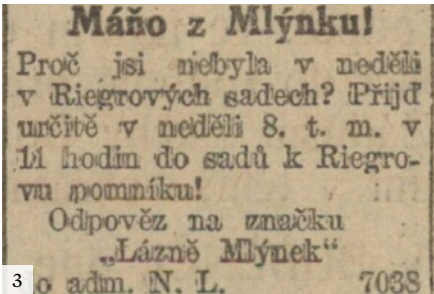 Máňo z Mlýnku!
Proč jsi nebyla v neděli
v Riegrových sadech? Přijď
určitě v neděli 8. t. m. v
11 hodin do sadů k Riegro-
vu pomníku!
Odpověz na značku
„Lázně Mlýnek“
3 do adm. N. L. 7038